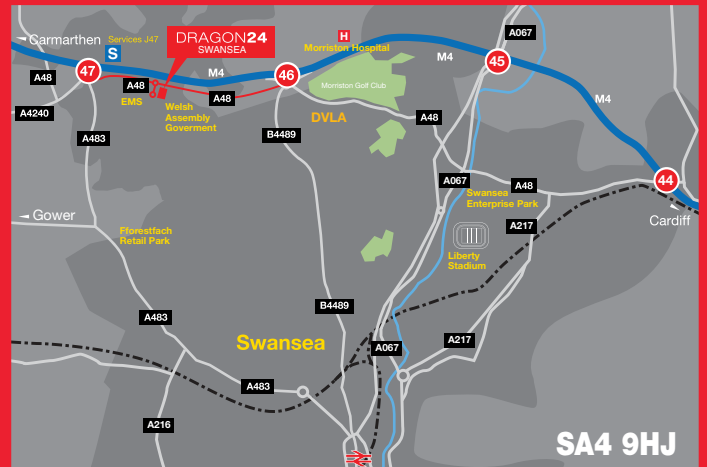 Carmarthen
Services J47
S
DRAGON24
SWANSEA
H
Morriston Hospital
A067
47
M4
46
M4
45
A48
A48
EMS
Welsh
Assembly
Goverment
A48
Morriston Golf Club
M4
A4240
A483
B4489
DVLA
A48
44
A067
Swansea
Enterprise Park
A48
Gower
A217
Cardiff
Fforestfach
Retail Park
Liberty
Stadium
B4489
A483
Swansea
A067
A217
A483
A216
SA4 9HJ